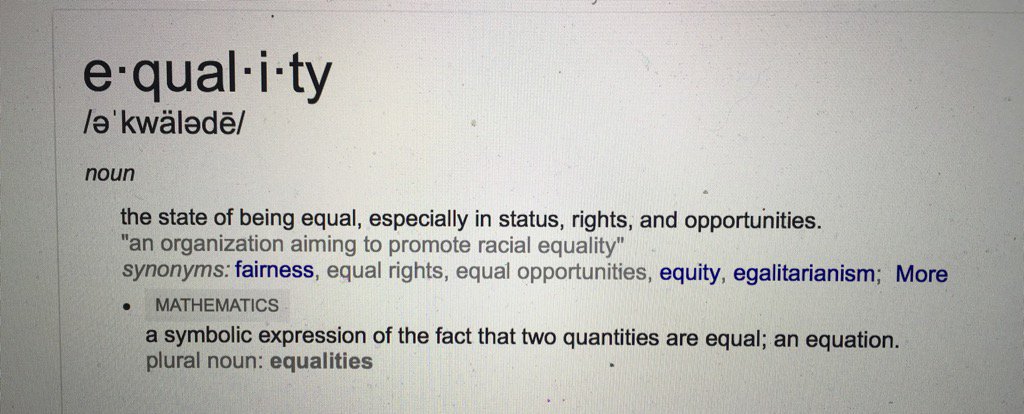 e·qual·i·ty
/əˈkwälədē/
noun
the state of being equal, especially in status, rights, and opportunities.
"an organization aiming to promote racial equality"
synonyms: fairness, equal rights, equal opportunities, equity, egalitarianism; More
• MATHEMATICS
a symbolic expression of the fact that two quantities are equal; an equation.
plural noun: equalities